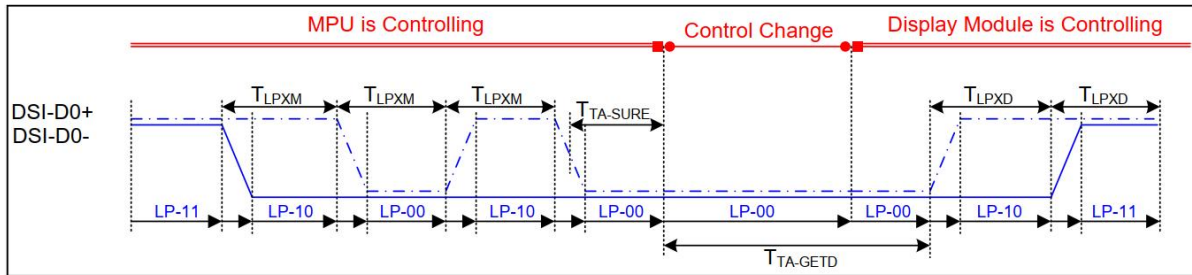 MPU is Controlling Control Change Display Module is Controlling
TLPXM TLPXM TLPXM TLPXD TLPXD
DSI-D0+
TTA-SURE
DSI-D0-
LP-11 LP-10 LP-00 LP-10 LP-00 LP-00 LP-00 LP-10 LP-11
TTA-GETD